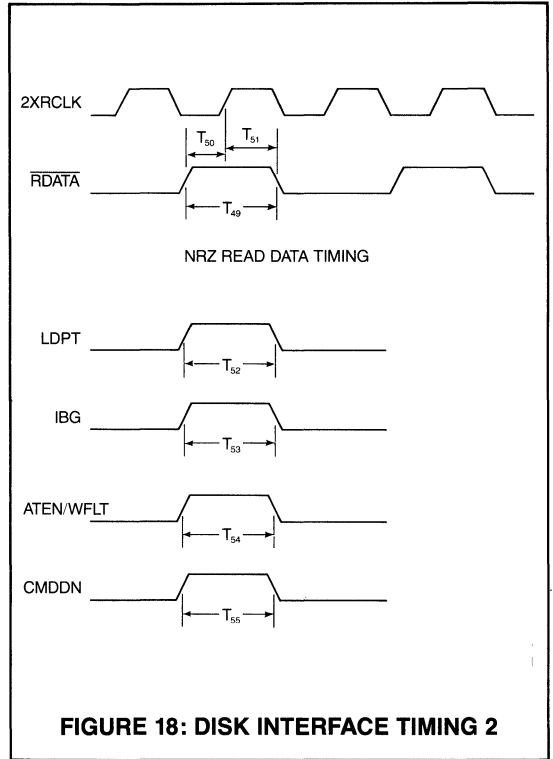 2XRCLK
T50 T51
RDATA
T49
NRZ READ DATA TIMING
LDPT
T52
IBG
T53
ATEN/WFLT
T54
CMDDN
T55
FIGURE 18: DISK INTERFACE TIMING 2